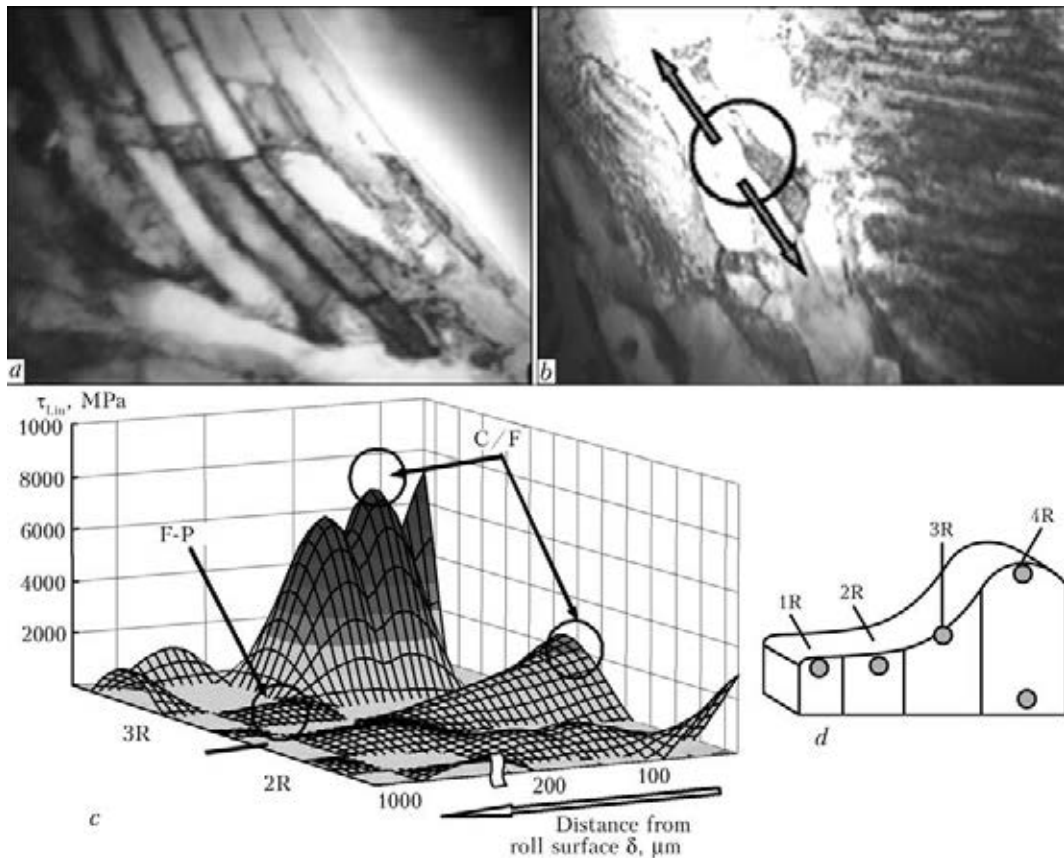 a
b
τLin, MPa
1000
8000
6000
4000
2000
C/F
F-P
3R
2R
1000
200
100
Distance from
roll surface δ, μm
c
1R
2R
3R
4R
d